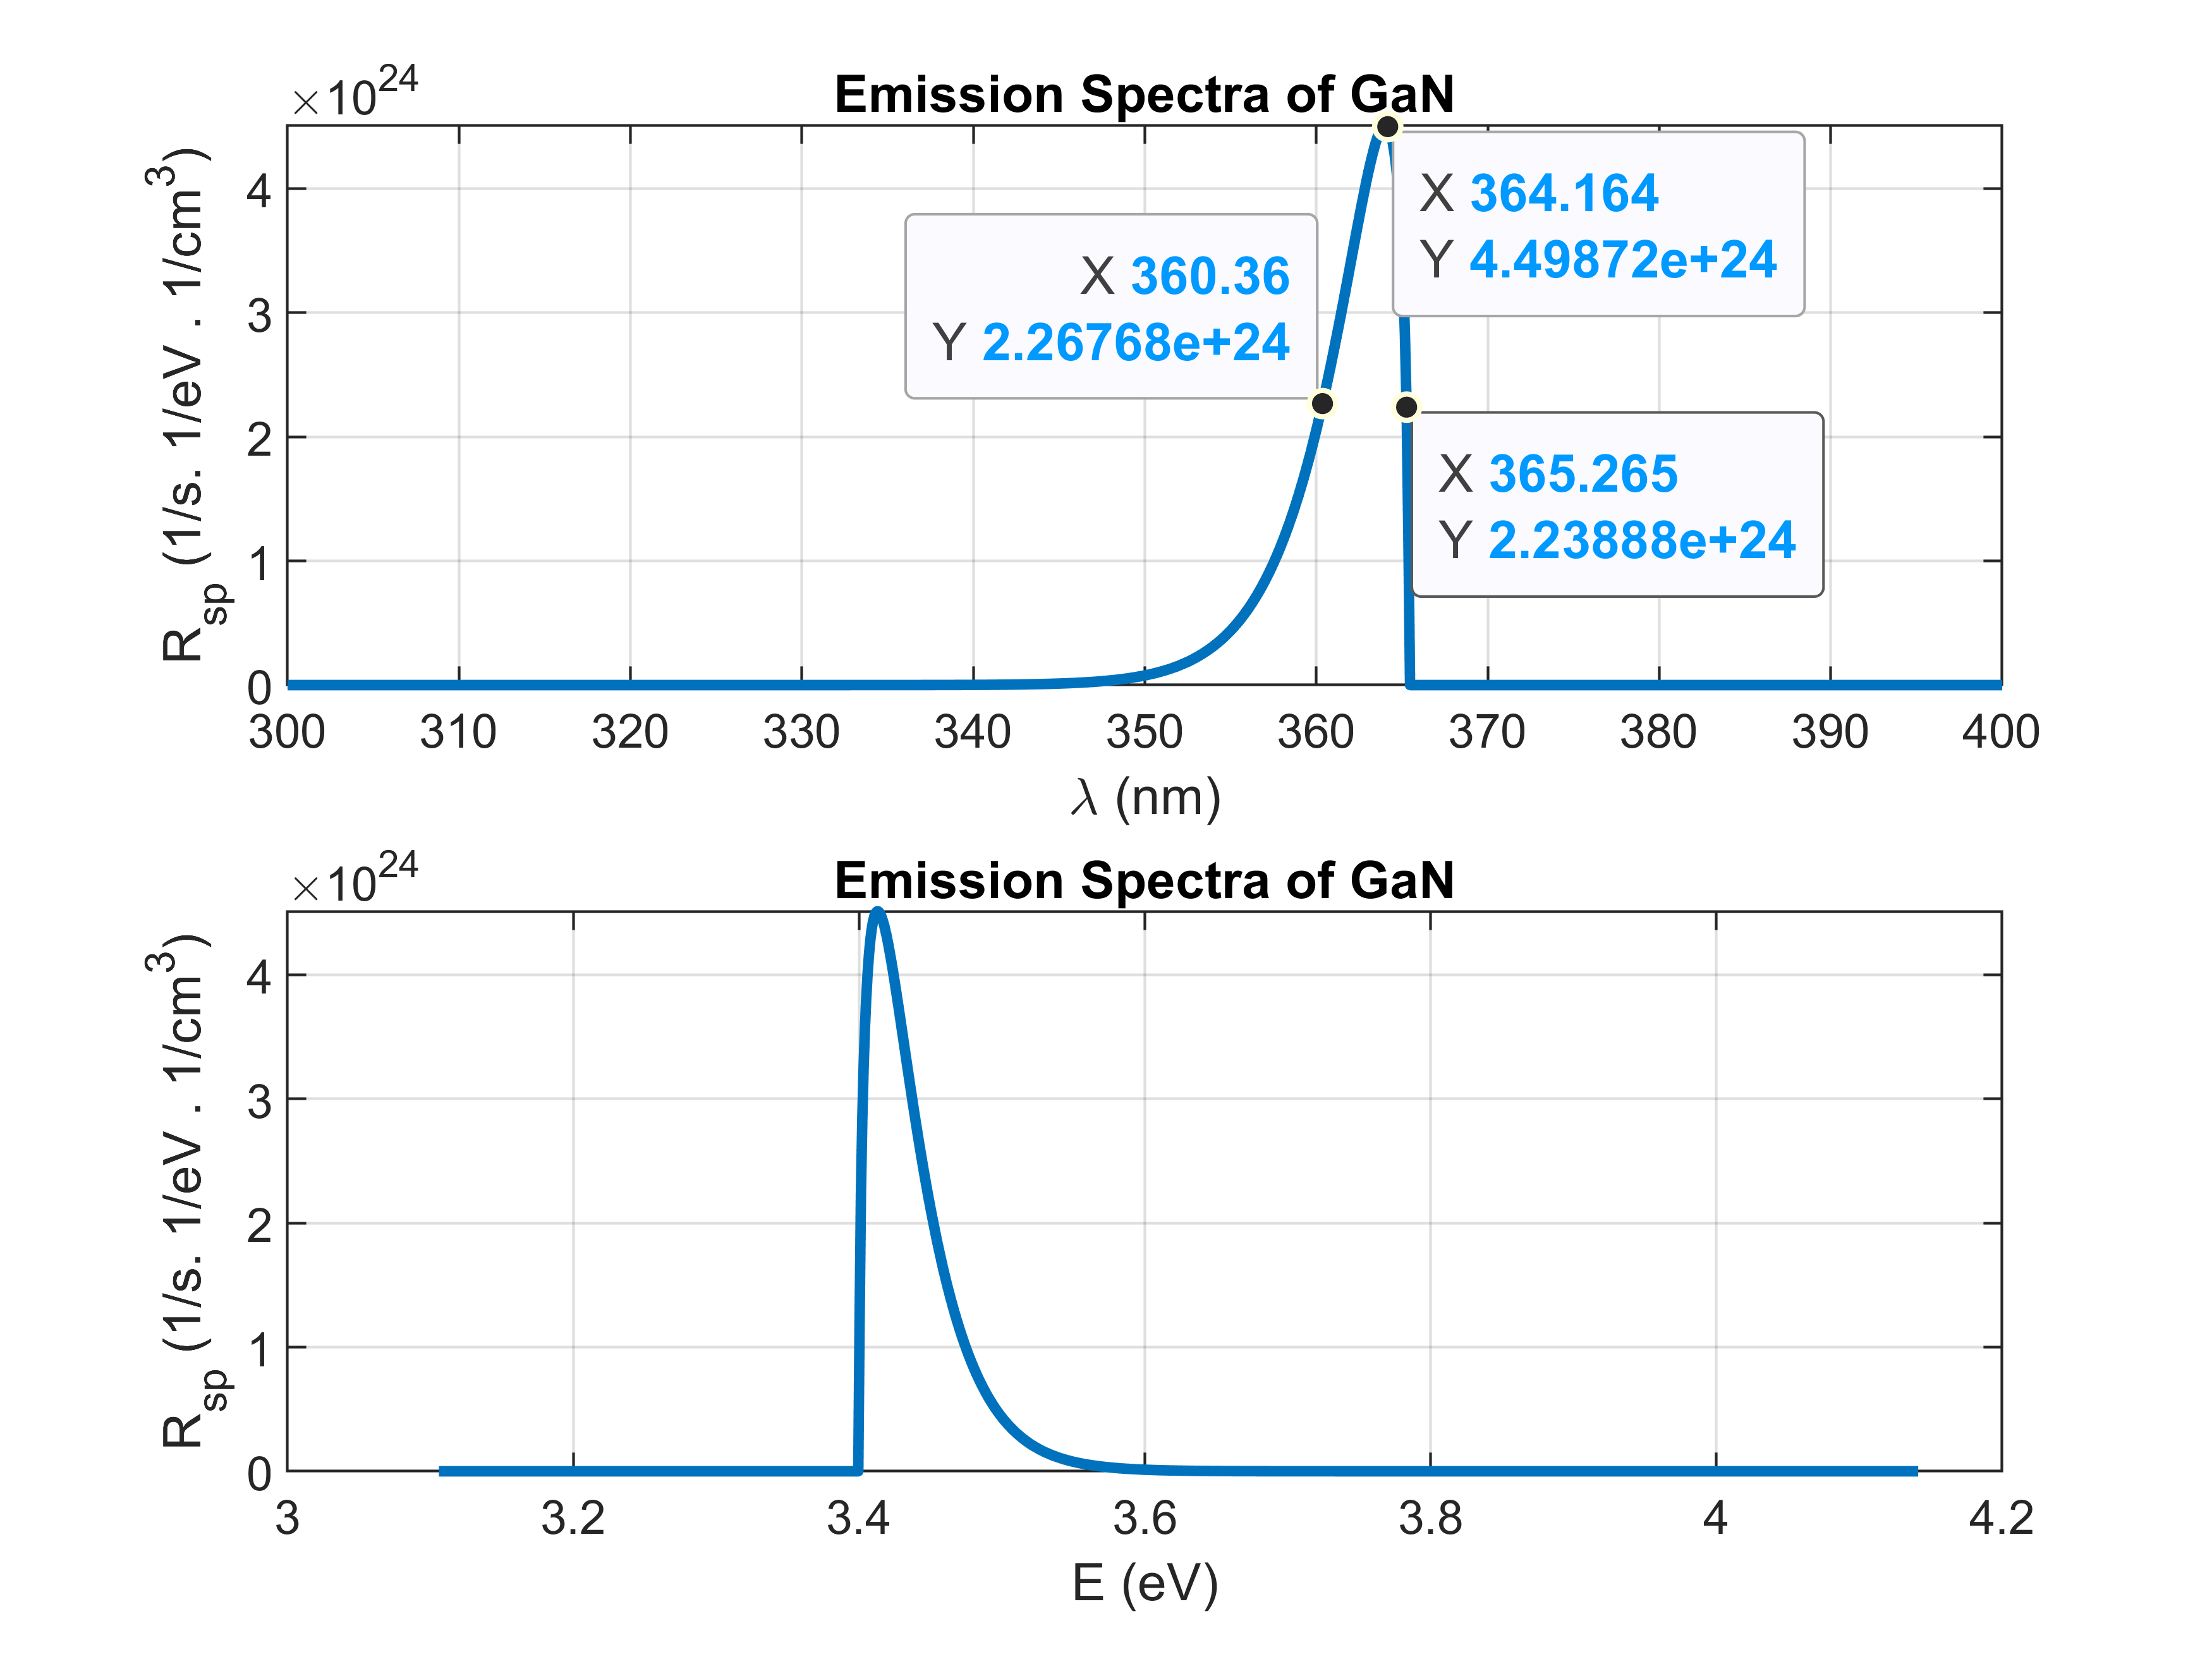 ×10^24
Emission Spectra of GaN
R_sp (1/s. 1/eV . 1/cm^3)
4
3
2
1
0
X 364.164
Y 4.49872e+24
X 360.36
Y 2.26768e+24
X 365.265
Y 2.23888e+24
300 310 320 330 340 350 360 370 380 390 400
λ (nm)
×10^24
Emission Spectra of GaN
R_sp (1/s. 1/eV . 1/cm^3)
4
3
2
1
0
3 3.2 3.4 3.6 3.8 4 4.2
E (eV)